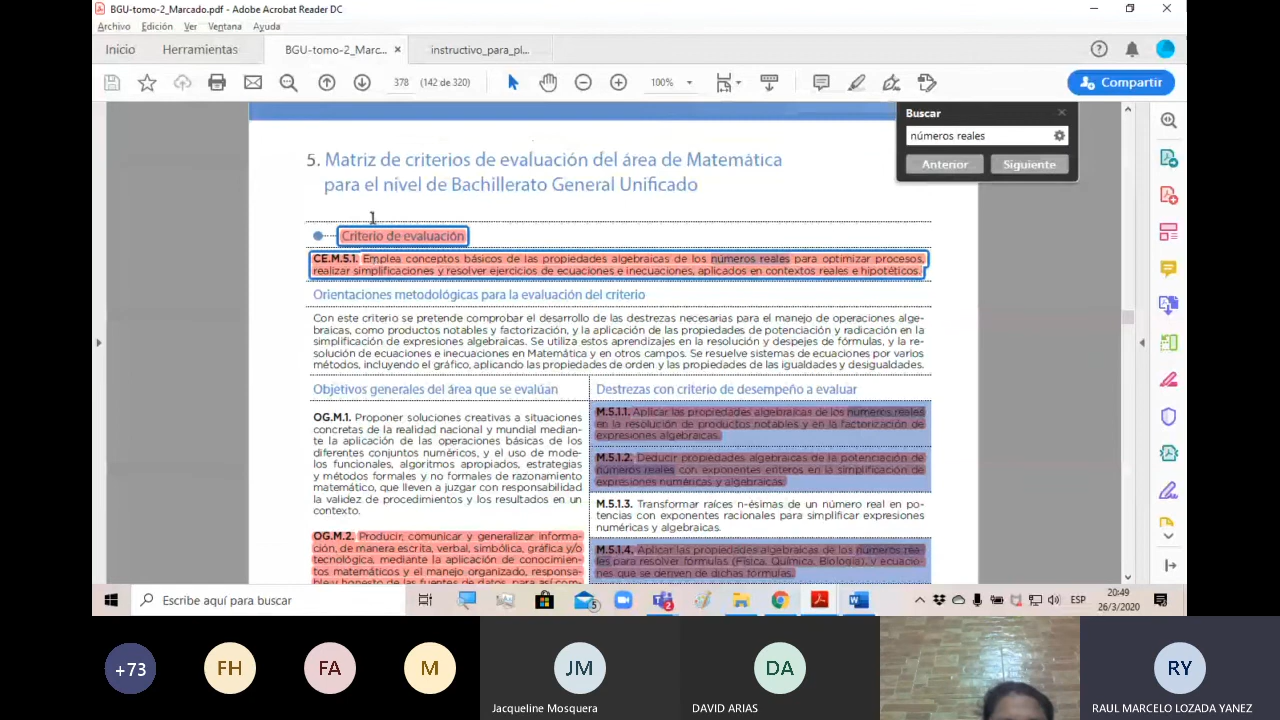 BGU-tomo-2_Marcado.pdf - Adobe Acrobat Reader DC
Archivo Edición Ver Ventana Ayuda
Inicio Herramientas BGU-tomo-2_Marc... × instructivo_para_pl...
378 (142 de 320) 100% Compartir
Buscar
números reales
Anterior Siguiente
5. Matriz de criterios de evaluación del área de Matemática
para el nivel de Bachillerato General Unificado
Criterio de evaluación
CE.M.5.1. Emplea conceptos básicos de las propiedades algebraicas de los números reales para optimizar procesos,
realizar simplificaciones y resolver ejercicios de ecuaciones e inecuaciones, aplicados en contextos reales e hipotéticos.
Orientaciones metodológicas para la evaluación del criterio
Con este criterio se pretende comprobar el desarrollo de las destrezas necesarias para el manejo de operaciones alge-
braicas, como productos notables y factorización, y la aplicación de las propiedades de potenciación y radicación en la
simplificación de expresiones algebraicas. Se utiliza estos aprendizajes en la resolución y despejes de fórmulas, y la re-
solución de ecuaciones e inecuaciones en Matemática y en otros campos. Se resuelve sistemas de ecuaciones por varios
métodos, incluyendo el gráfico, aplicando las propiedades de orden y las propiedades de las igualdades y desigualdades.
Objetivos generales del área que se evalúan
OG.M.1. Proponer soluciones creativas a situaciones
concretas de la realidad nacional y mundial median-
te la aplicación de las operaciones básicas de los
diferentes conjuntos numéricos, y el uso de mode-
los funcionales, algoritmos apropiados, estrategias
y métodos formales y no formales de razonamiento
matemático, que lleven a juzgar con responsabilidad
la validez de procedimientos y los resultados en un
contexto.
OG.M.2. Producir, comunicar y generalizar informa-
ción, de manera escrita, verbal, simbólica, gráfica y/o
tecnológica, mediante la aplicación de conocimien-
tos matemáticos y el manejo organizado, responsa-
ble y honesto de las fuentes de datos, para así com-
Destrezas con criterio de desempeño a evaluar
M.5.1.1. Aplicar las propiedades algebraicas de los números reales
en la resolución de productos notables y en la factorización de
expresiones algebraicas.
M.5.1.2. Deducir propiedades algebraicas de la potenciación de
números reales con exponentes enteros en la simplificación de
expresiones numéricas y algebraicas.
M.5.1.3. Transformar raíces n-ésimas de un número real en po-
tencias con exponentes racionales para simplificar expresiones
numéricas y algebraicas.
M.5.1.4. Aplicar las propiedades algebraicas de los números rea-
les para resolver fórmulas (Física, Química, Biología), y ecuacio-
nes que se deriven de dichas fórmulas.
Escribe aquí para buscar
5
2
ESP
20:49
26/3/2020
+73 FH FA M JM DA RY
Jacqueline Mosquera DAVID ARIAS RAUL MARCELO LOZADA YANEZ